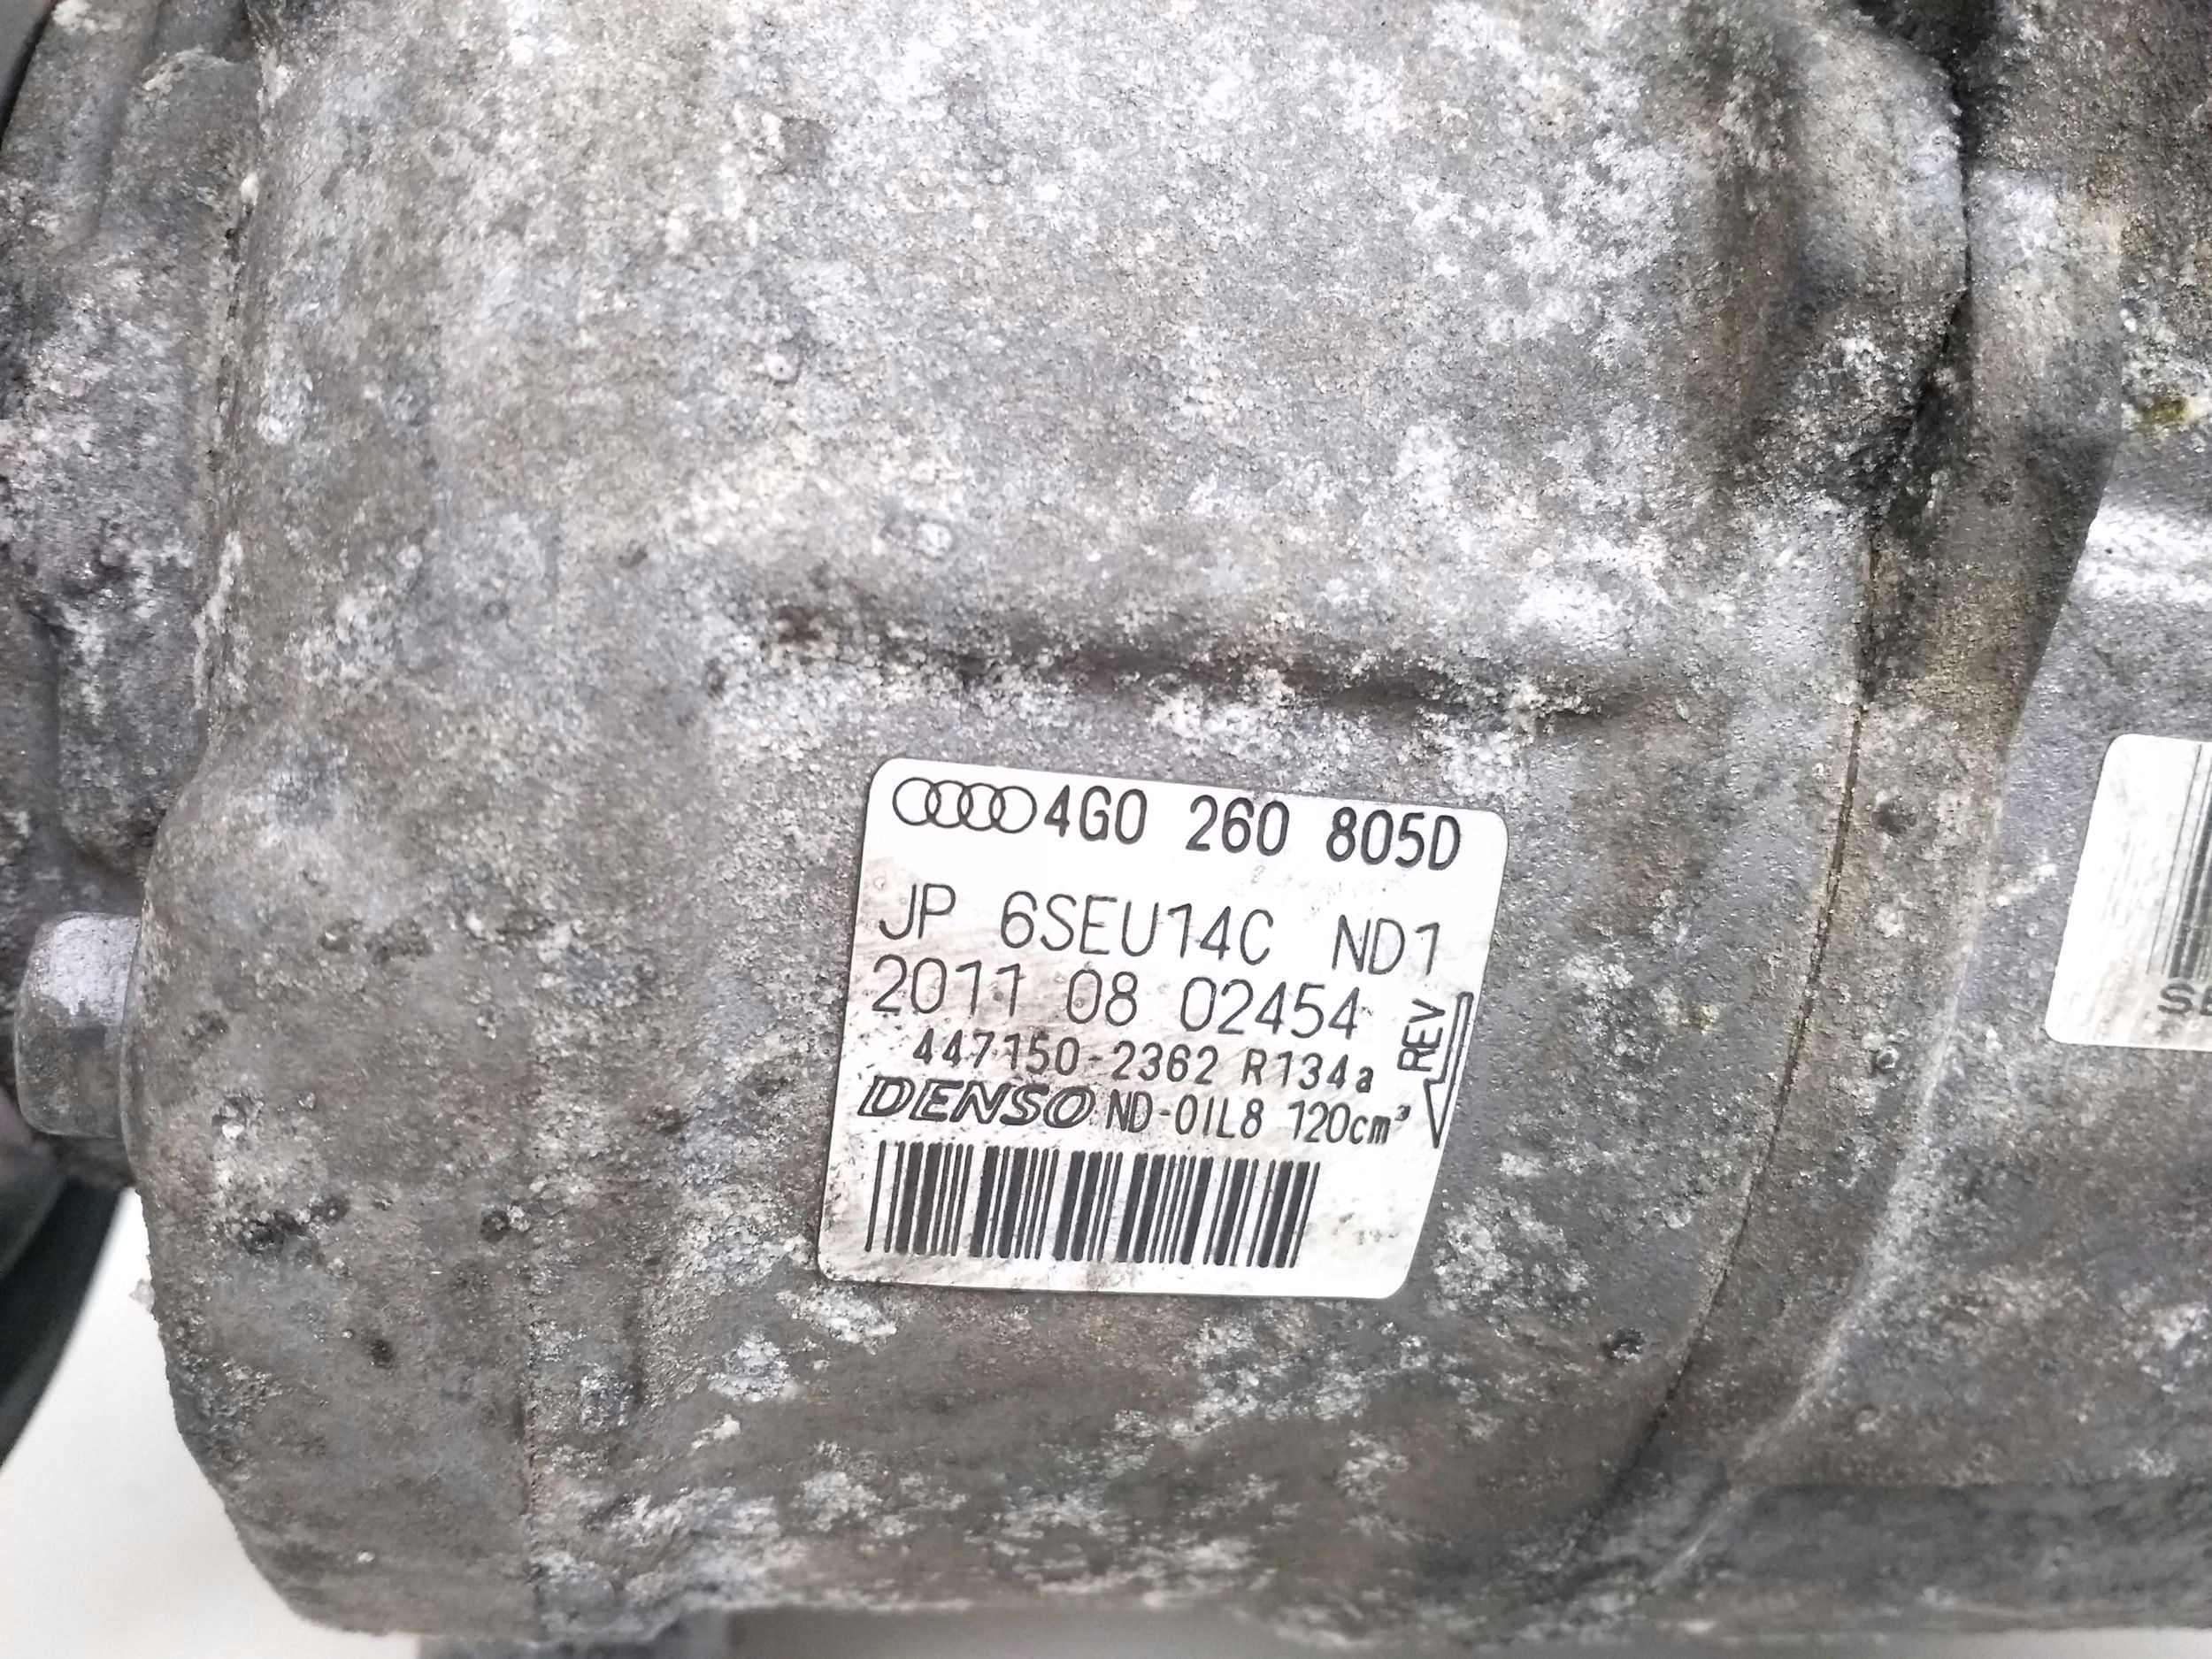 4G0 260 805D
JP 6SEU14C ND1
2011 08 02454
REV
447150-2362 R134a
DENSO ND-OIL8 120cm³